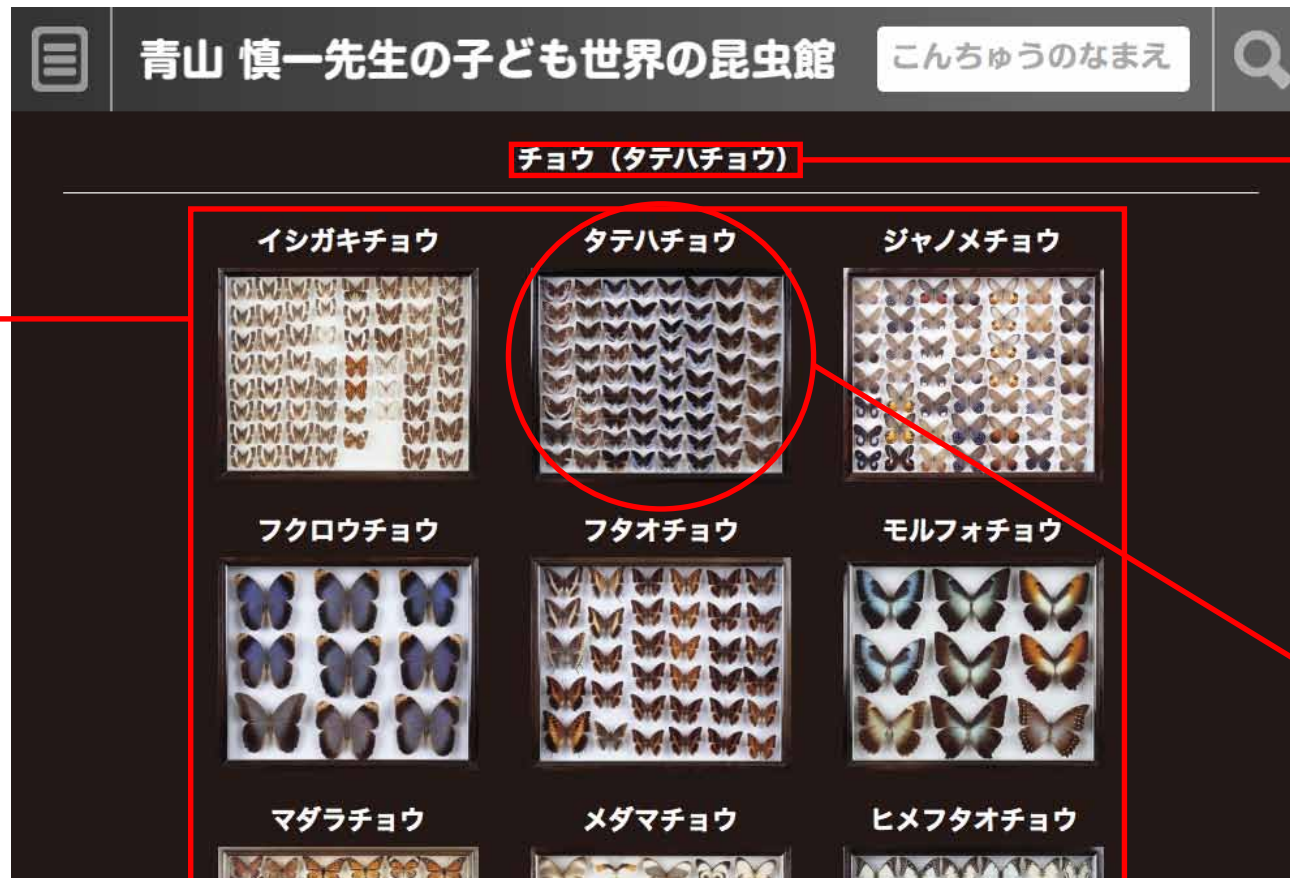 青山 慎一先生の子ども世界の昆虫館
こんちゅうのなまえ
チョウ（タテハチョウ）
イシガキチョウ
タテハチョウ
ジャノメチョウ
フクロウチョウ
フタオチョウ
モルフォチョウ
マダラチョウ
メダマチョウ
ヒメフタオチョウ